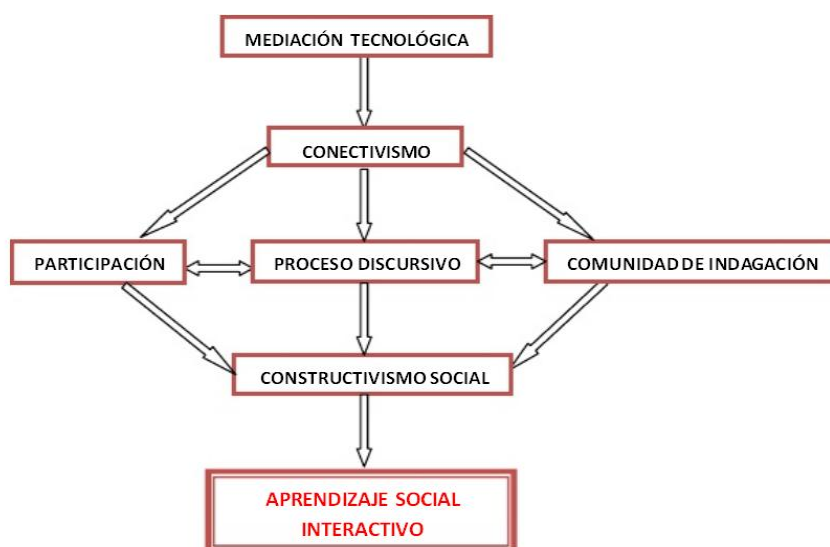 MEDIACIÓN TECNOLÓGICA
CONECTIVISMO
PARTICIPACIÓN
PROCESO DISCURSIVO
COMUNIDAD DE INDAGACIÓN
CONSTRUCTIVISMO SOCIAL
APRENDIZAJE SOCIAL
INTERACTIVO